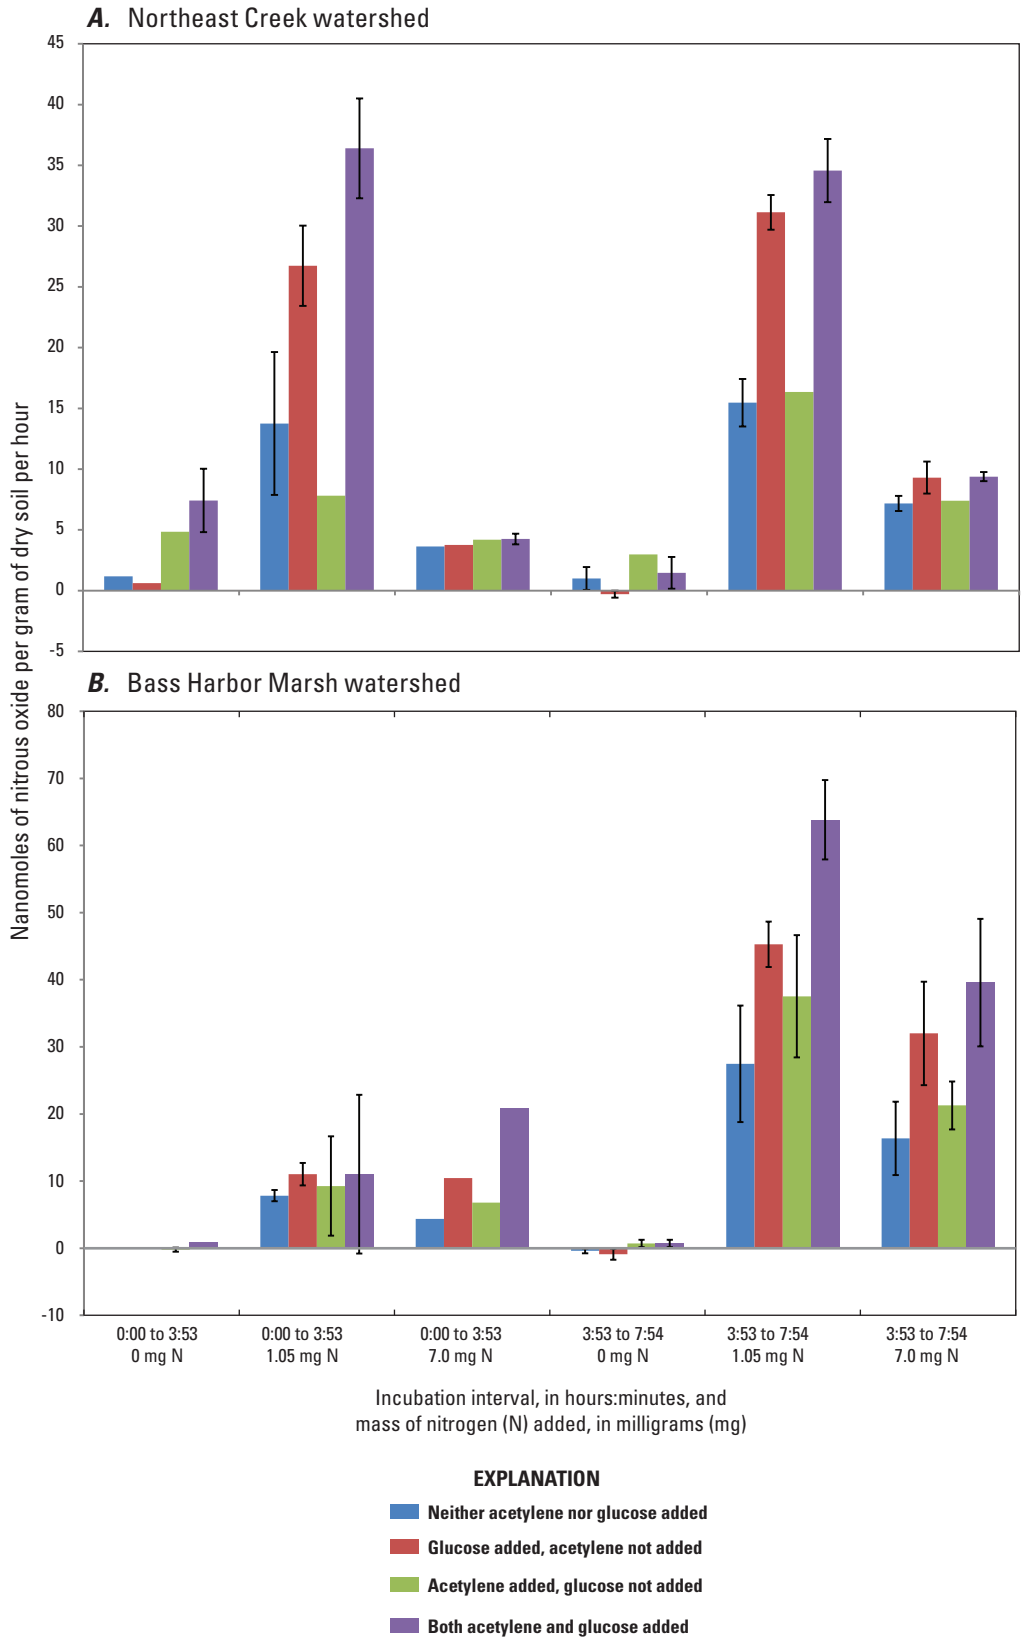 A. Northeast Creek watershed
45
40
35
30
25
20
15
10
5
0
-5
Nanomoles of nitrous oxide per gram of dry soil per hour
B. Bass Harbor Marsh watershed
80
70
60
50
40
30
20
10
0
-10
0:00 to 3:53 0:00 to 3:53 0:00 to 3:53 3:53 to 7:54 3:53 to 7:54 3:53 to 7:54
0 mg N 1.05 mg N 7.0 mg N 0 mg N 1.05 mg N 7.0 mg N
Incubation interval, in hours:minutes, and
mass of nitrogen (N) added, in milligrams (mg)
EXPLANATION
Neither acetylene nor glucose added
Glucose added, acetylene not added
Acetylene added, glucose not added
Both acetylene and glucose added